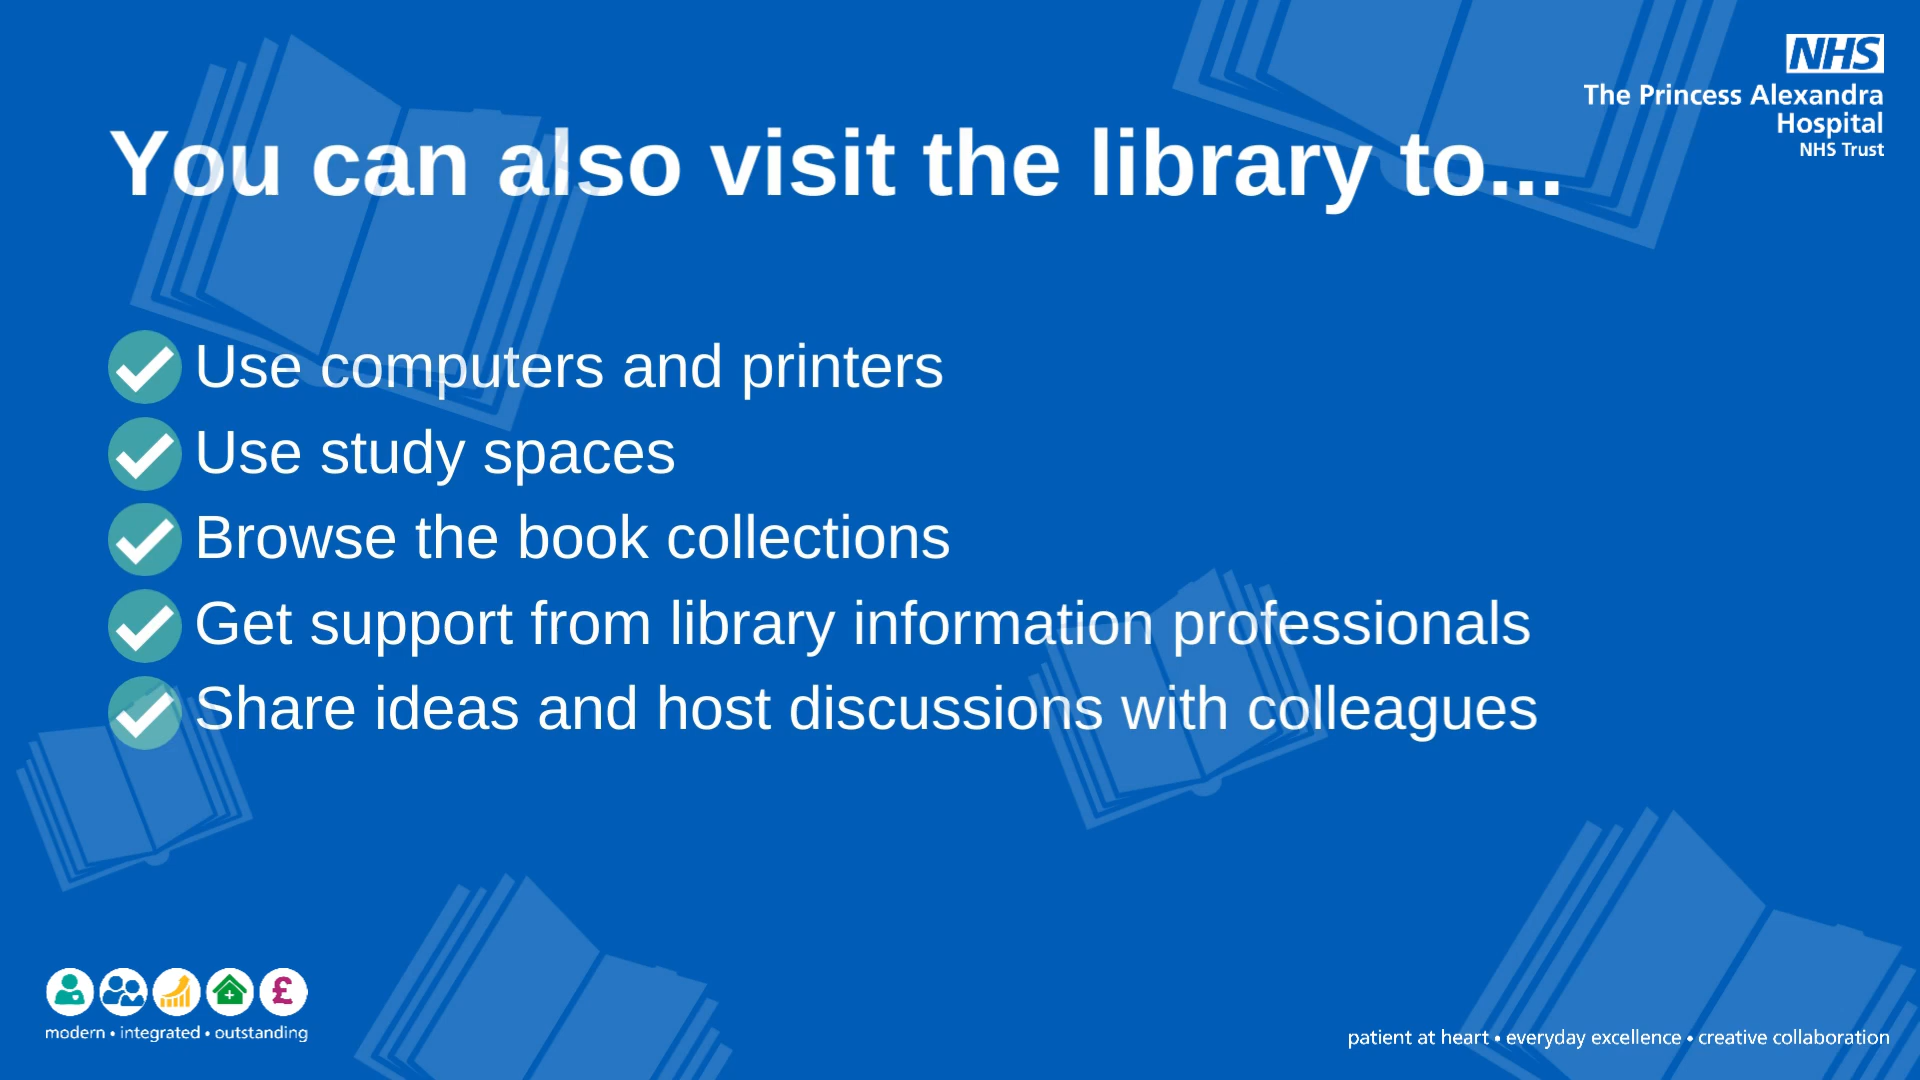 NHS
The Princess Alexandra
Hospital
NHS Trust
You can also visit the library to...
Use computers and printers
Use study spaces
Browse the book collections
Get support from library information professionals
Share ideas and host discussions with colleagues
£
modern • integrated • outstanding
patient at heart • everyday excellence • creative collaboration